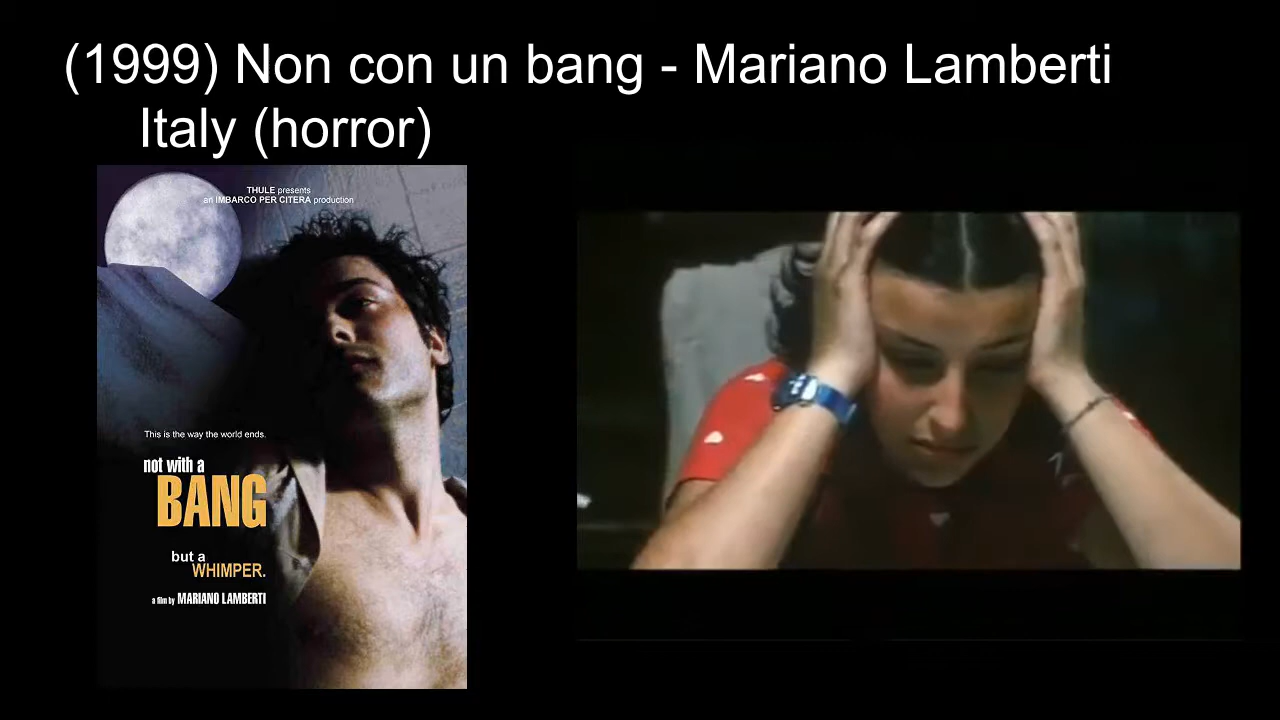 (1999) Non con un bang - Mariano Lamberti
Italy (horror)
THULE presents
an IMBARCO PER CITERA production
This is the way the world ends.
not with a
BANG
but a
WHIMPER.
a film by MARIANO LAMBERTI